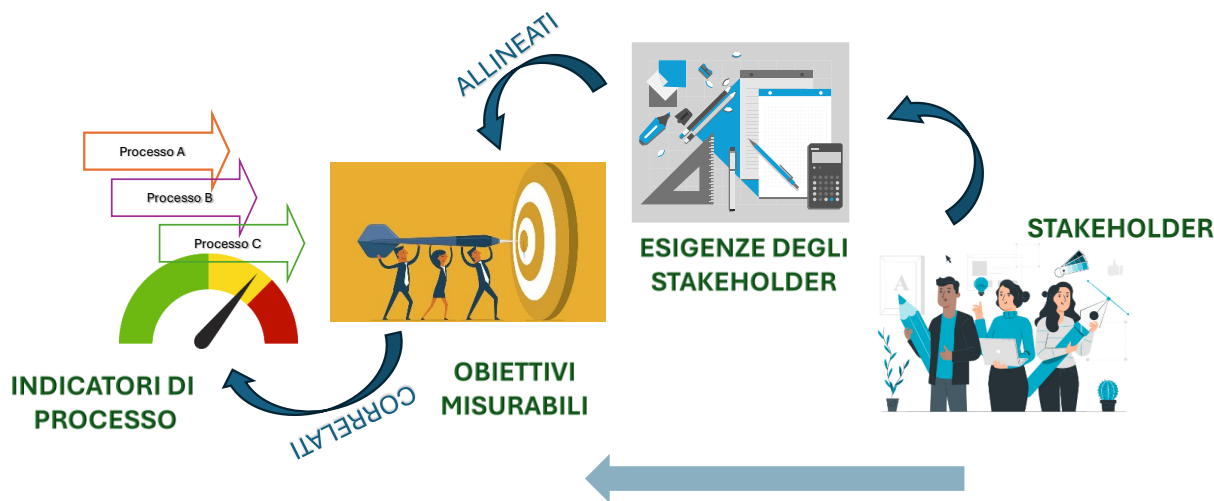 ALLINEATI
Processo A
Processo B
Processo C
STAKEHOLDER
ESIGENZE DEGLI
STAKEHOLDER
A
OBIETTIVI
MISURABILI
INDICATORI DI
PROCESSO
CORRELATI